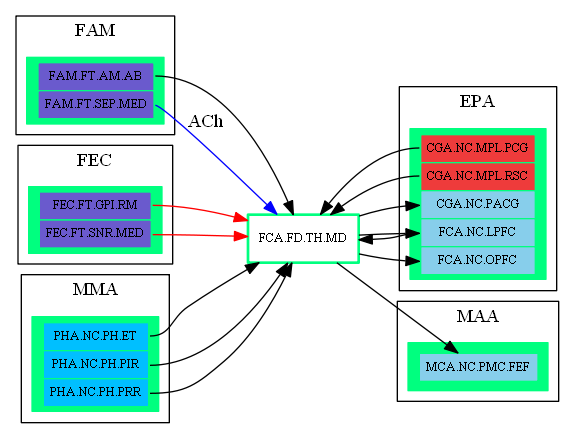 FAM
FAM.FT.AM.AB
FAM.FT.SEP.MED
ACh
FEC
FEC.FT.GPI.RM
FEC.FT.SNR.MED
MMA
PHA.NC.PH.ET
PHA.NC.PH.PIR
PHA.NC.PH.PRR
FCA.FD.TH.MD
EPA
CGA.NC.MPL.PCG
CGA.NC.MPL.RSC
CGA.NC.PACG
FCA.NC.LPFC
FCA.NC.OPFC
MAA
MCA.NC.PMC.FEF